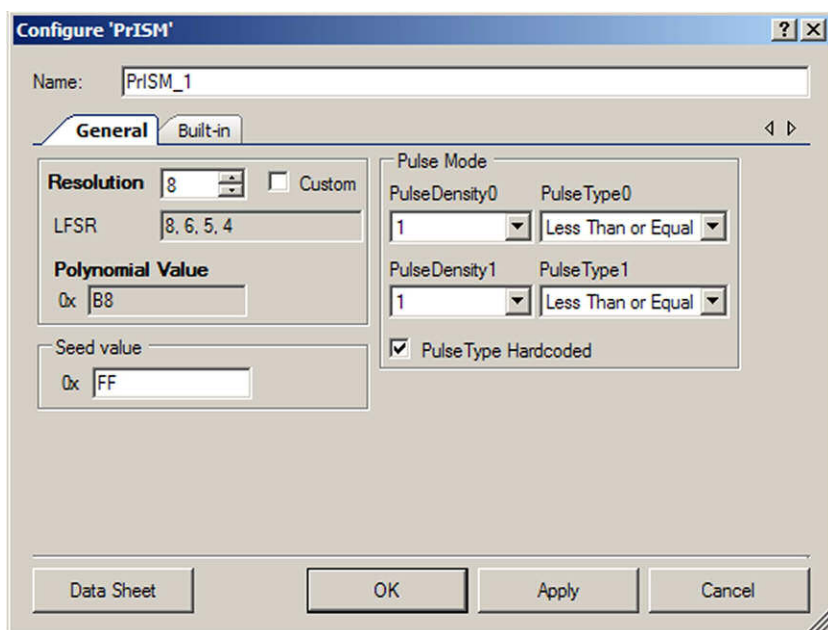 Configure 'PrISM'
Name: PrISM_1
General Built-in
Resolution 8 Custom
LFSR 8, 6, 5, 4
Polynomial Value
0x B8
Seed value
0x FF
Pulse Mode
PulseDensity0 PulseType0
1 Less Than or Equal
PulseDensity1 PulseType1
1 Less Than or Equal
PulseType Hardcoded
Data Sheet OK Apply Cancel